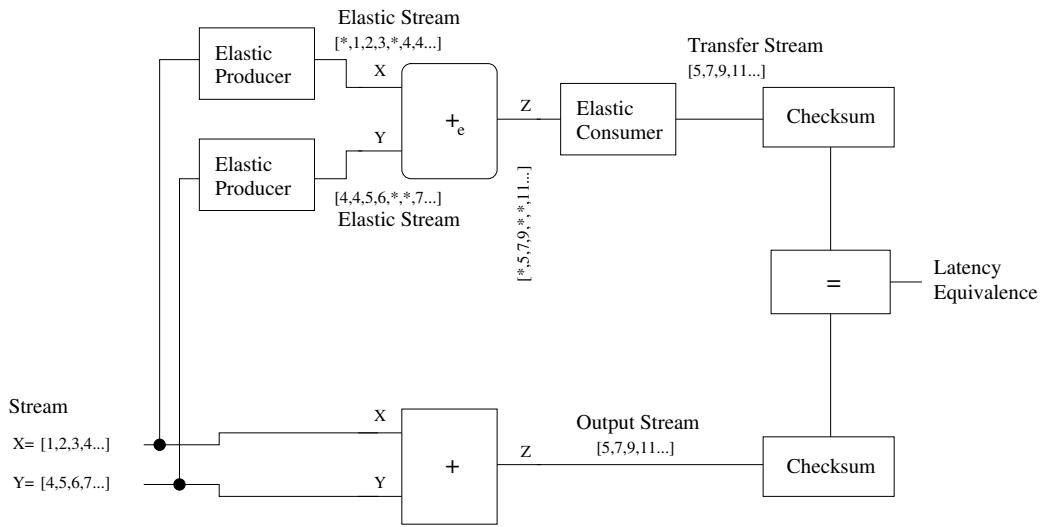 Elastic Stream
[*,1,2,3,*,4,4...]
Elastic
Producer
X
Transfer Stream
[5,7,9,11...]
+e
Z
Elastic
Consumer
Checksum
Y
Elastic
Producer
[4,4,5,6,*,*,7...]
Elastic Stream
[*,5,7,9,*,*,11...]
=
Latency
Equivalence
Stream
X= [1,2,3,4...]
Y= [4,5,6,7...]
X
Y
+
Z
Output Stream
[5,7,9,11...]
Checksum